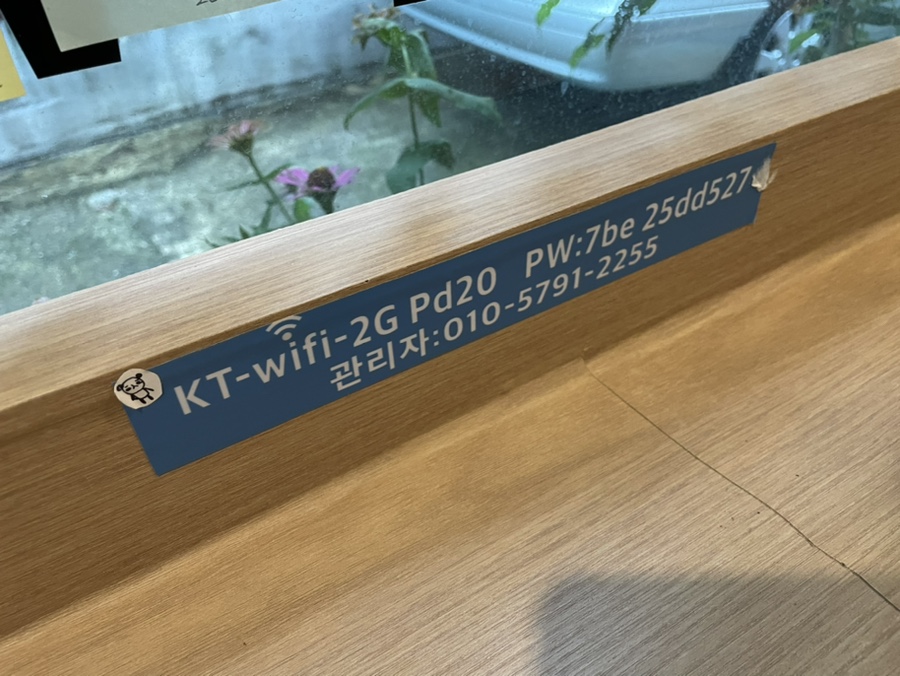 KT-wifi-2G Pd20 PW:7be 25dd527
관리자:010-5791-2255